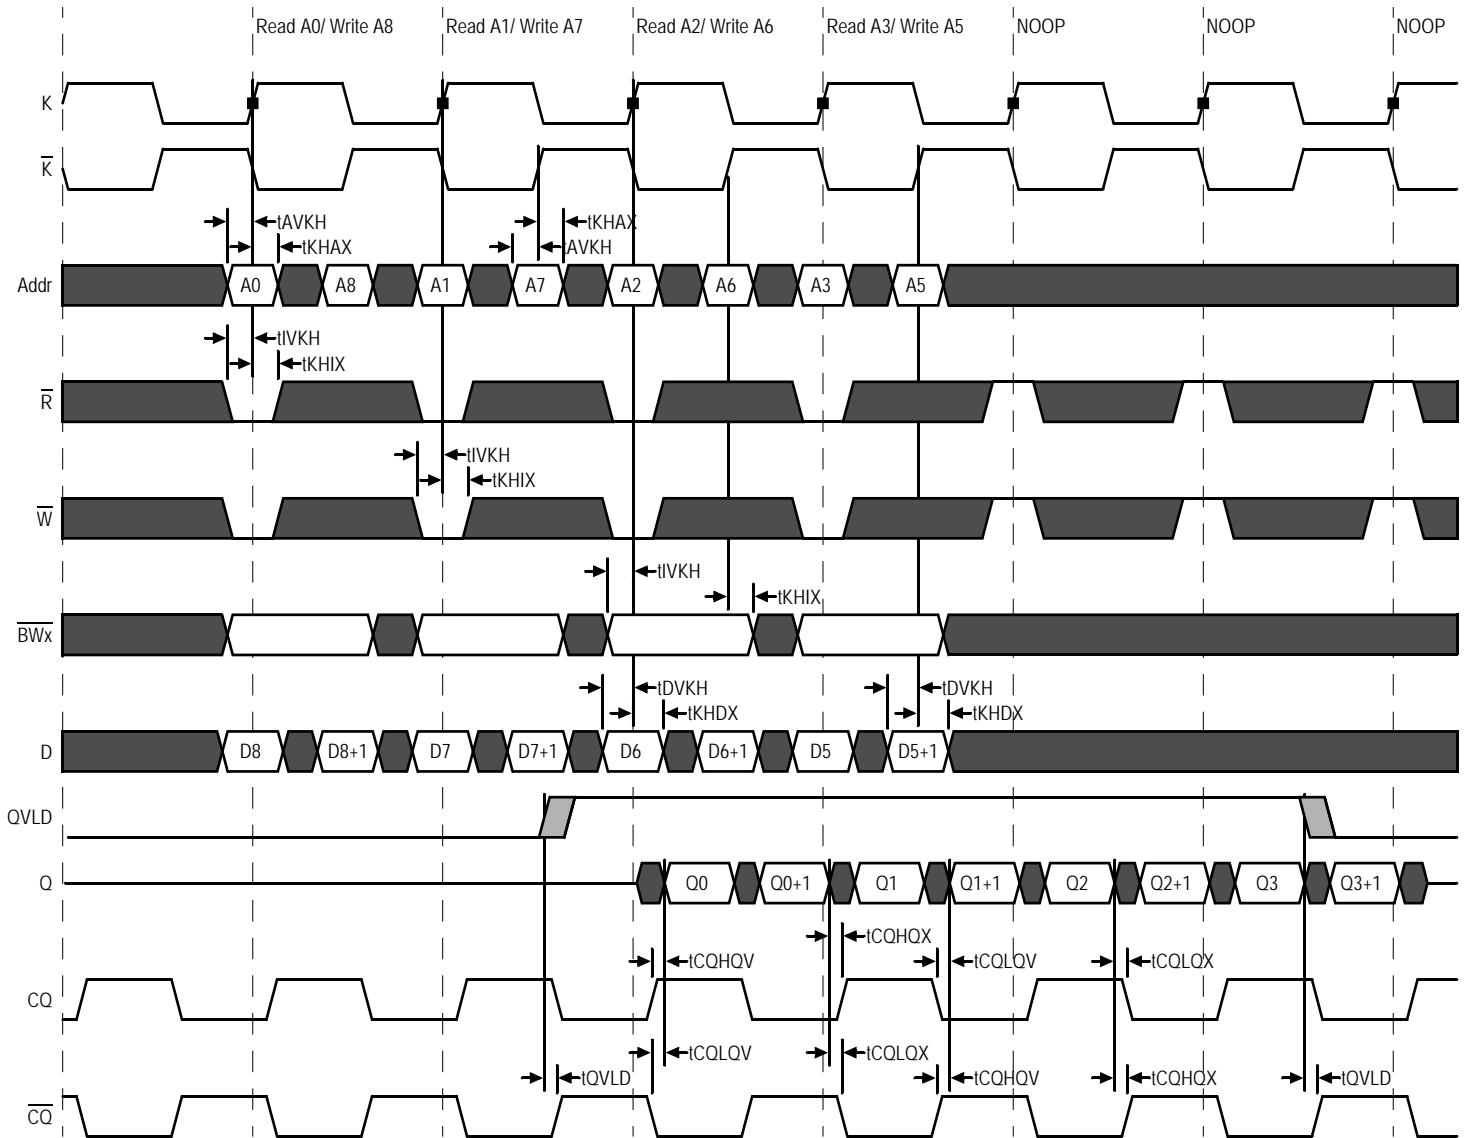 Read A0/ Write A8 Read A1/ Write A7 Read A2/ Write A6 Read A3/ Write A5 NOOP NOOP NOOP
K
K̅
tAVKH tKHAX
tKHAX tAVKH
Addr A0 A8 A1 A7 A2 A6 A3 A5
tIVKH
tKHIX
R̅
tIVKH
tKHIX
W̅
tIVKH
tKHIX
B̅W̅x̅
tDVKH tDVKH
tKHDX tKHDX
D D8 D8+1 D7 D7+1 D6 D6+1 D5 D5+1
QVLD
Q Q0 Q0+1 Q1 Q1+1 Q2 Q2+1 Q3 Q3+1
tCQHQX
tCQHQV tCQLQV tCQLQX
CQ
tCQLQV tCQLQX
tQVLD tCQHQV tCQHQX tQVLD
C̅Q̅